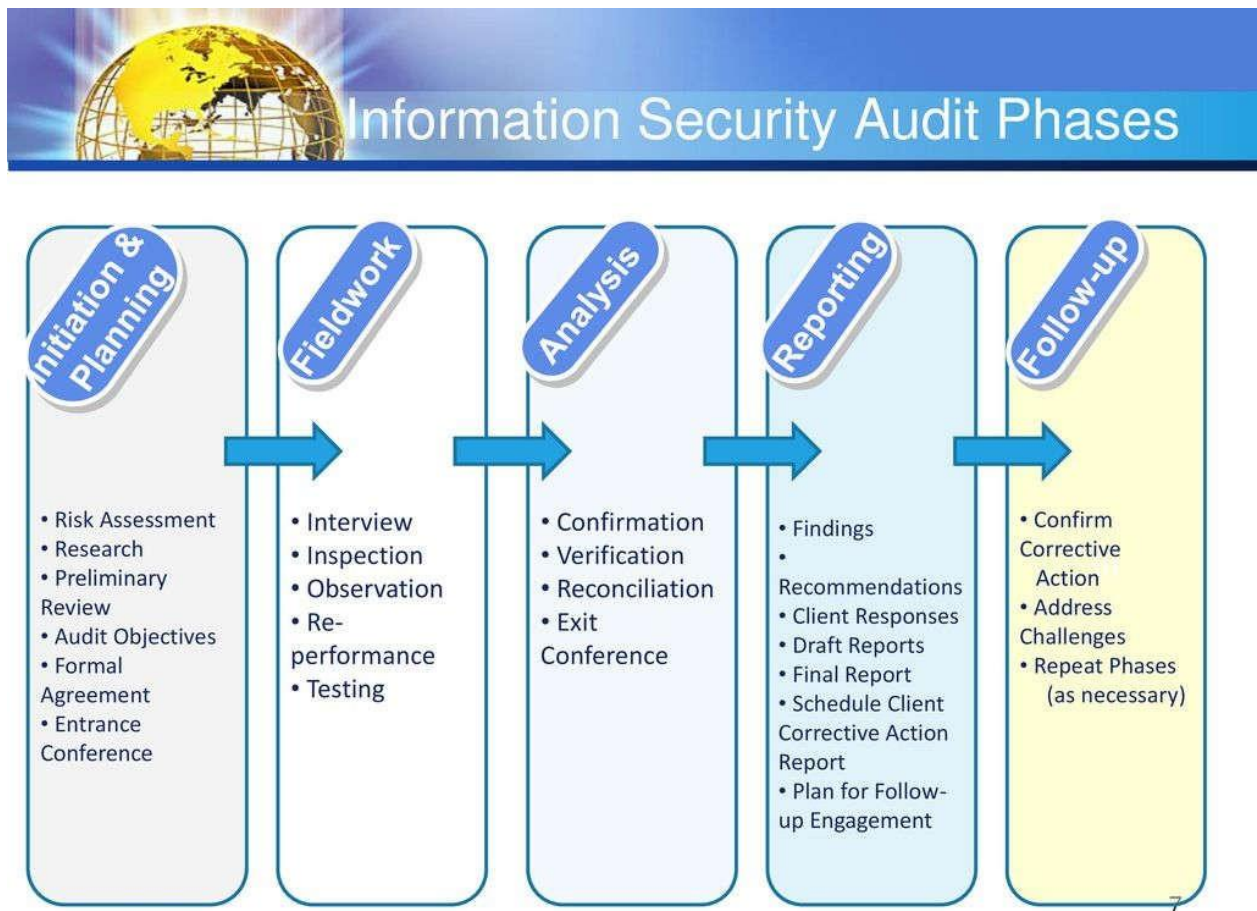 Information Security Audit Phases
Initiation &
Planning
• Risk Assessment
• Research
• Preliminary
Review
• Audit Objectives
• Formal
Agreement
• Entrance
Conference
Fieldwork
• Interview
• Inspection
• Observation
• Re-
performance
• Testing
Analysis
• Confirmation
• Verification
• Reconciliation
• Exit
Conference
Reporting
• Findings
•
Recommendations
• Client Responses
• Draft Reports
• Final Report
• Schedule Client
Corrective Action
Report
• Plan for Follow-
up Engagement
Follow-up
• Confirm
Corrective
Action
• Address
Challenges
• Repeat Phases
(as necessary)
7